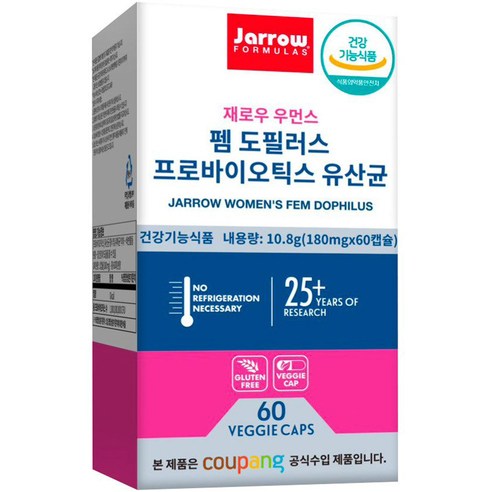 Jarrow
FORMULAS
건강
기능식품
식품의약품안전처
재로우 우먼스
펨 도필러스
프로바이오틱스 유산균
JARROW WOMEN'S FEM DOPHILUS
건강기능식품 내용량: 10.8g(180mgx60캡슐)
NO
REFRIGERATION
NECESSARY
25+
YEARS OF
RESEARCH
GLUTEN
FREE
VEGGIE
CAP
60
VEGGIE CAPS
본 제품은 coupang 공식수입 제품입니다.